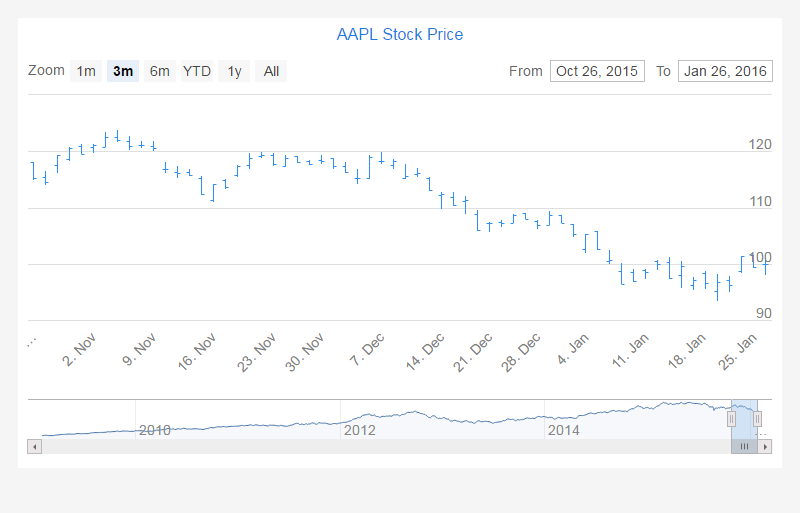 AAPL Stock Price
Zoom 1m 3m 6m YTD 1y All From Oct 26, 2015 To Jan 26, 2016
120
110
100
90
... 2. Nov 9. Nov 16. Nov 23. Nov 30. Nov 7. Dec 14. Dec 21. Dec 28. Dec 4. Jan 11. Jan 18. Jan 25. Jan
2010 2012 2014 ...